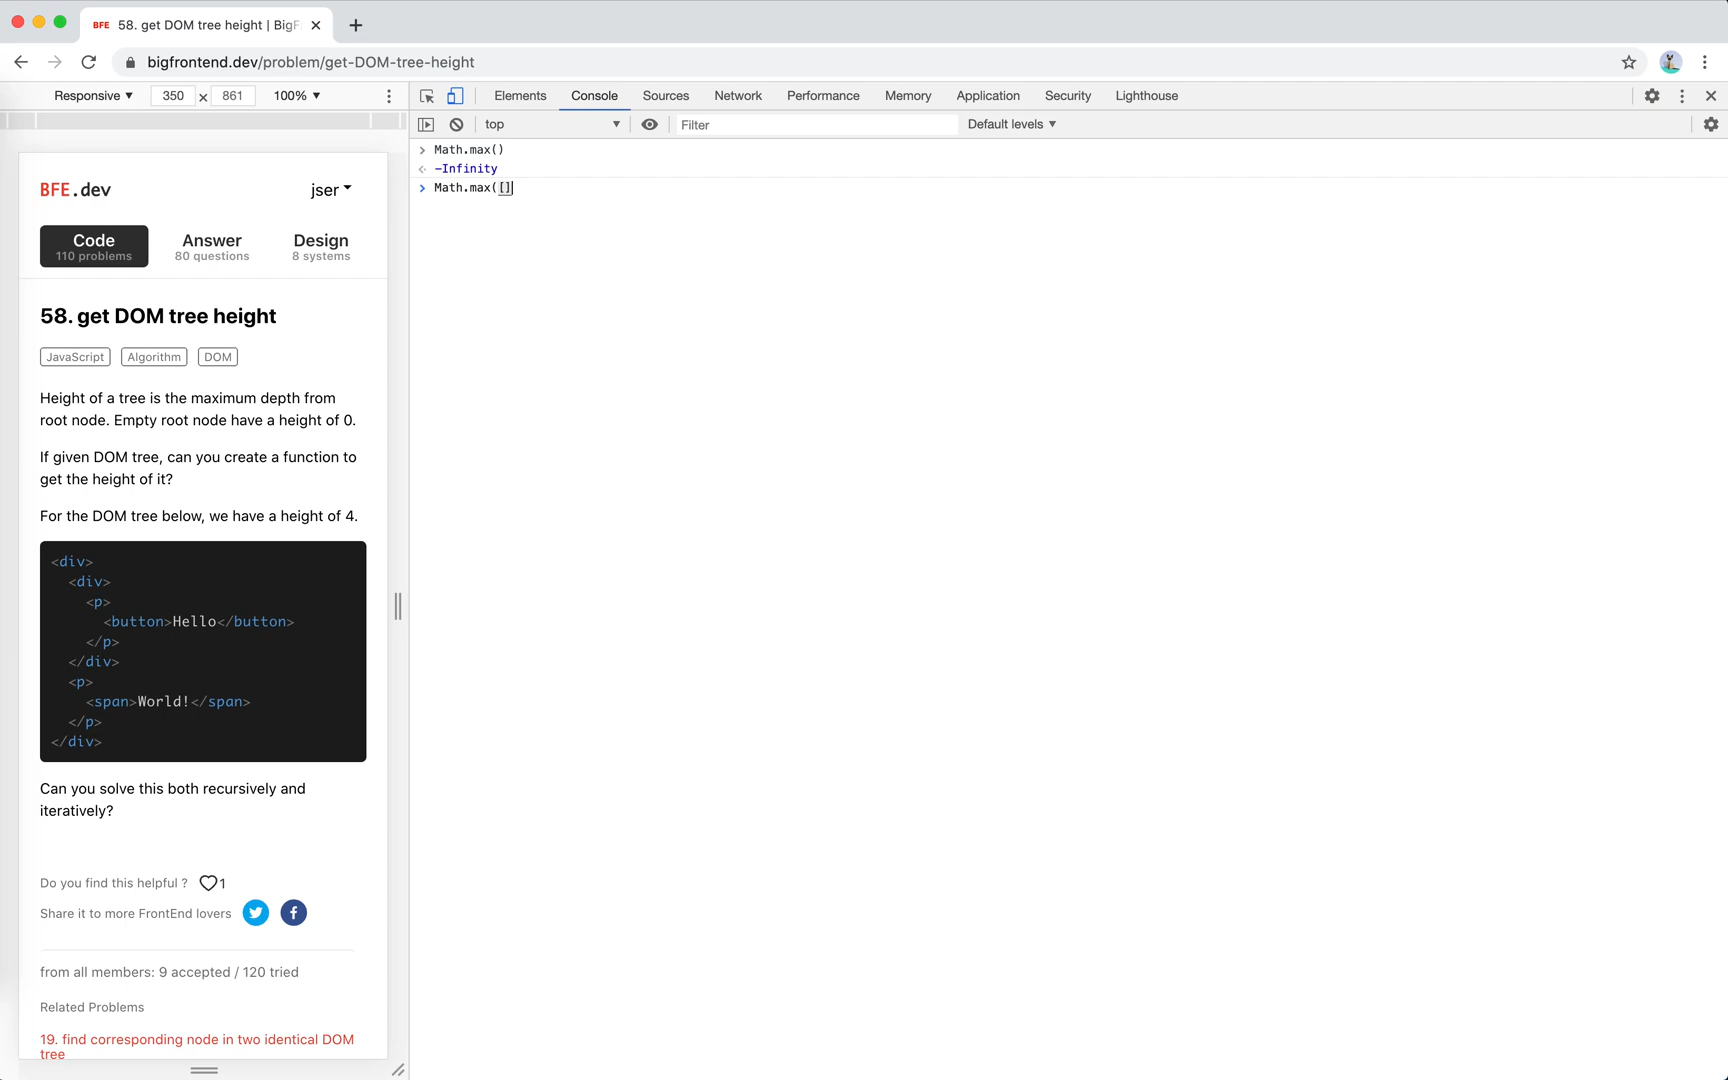 BFE 58. get DOM tree height | BigF
bigfrontend.dev/problem/get-DOM-tree-height
Responsive ▼ 350 x 861 100% ▼
Elements Console Sources Network Performance Memory Application Security Lighthouse
top ▼ Filter Default levels ▼
Math.max()
-Infinity
Math.max([]
BFE.dev jser
Code Answer Design
110 problems 80 questions 8 systems
58. get DOM tree height
JavaScript Algorithm DOM
Height of a tree is the maximum depth from
root node. Empty root node have a height of 0.
If given DOM tree, can you create a function to
get the height of it?
For the DOM tree below, we have a height of 4.
<div>
<div>
<p>
<button>Hello</button>
</p>
</div>
<p>
<span>World!</span>
</p>
</div>
Can you solve this both recursively and
iteratively?
Do you find this helpful ? 1
Share it to more FrontEnd lovers
from all members: 9 accepted / 120 tried
Related Problems
19. find corresponding node in two identical DOM
tree